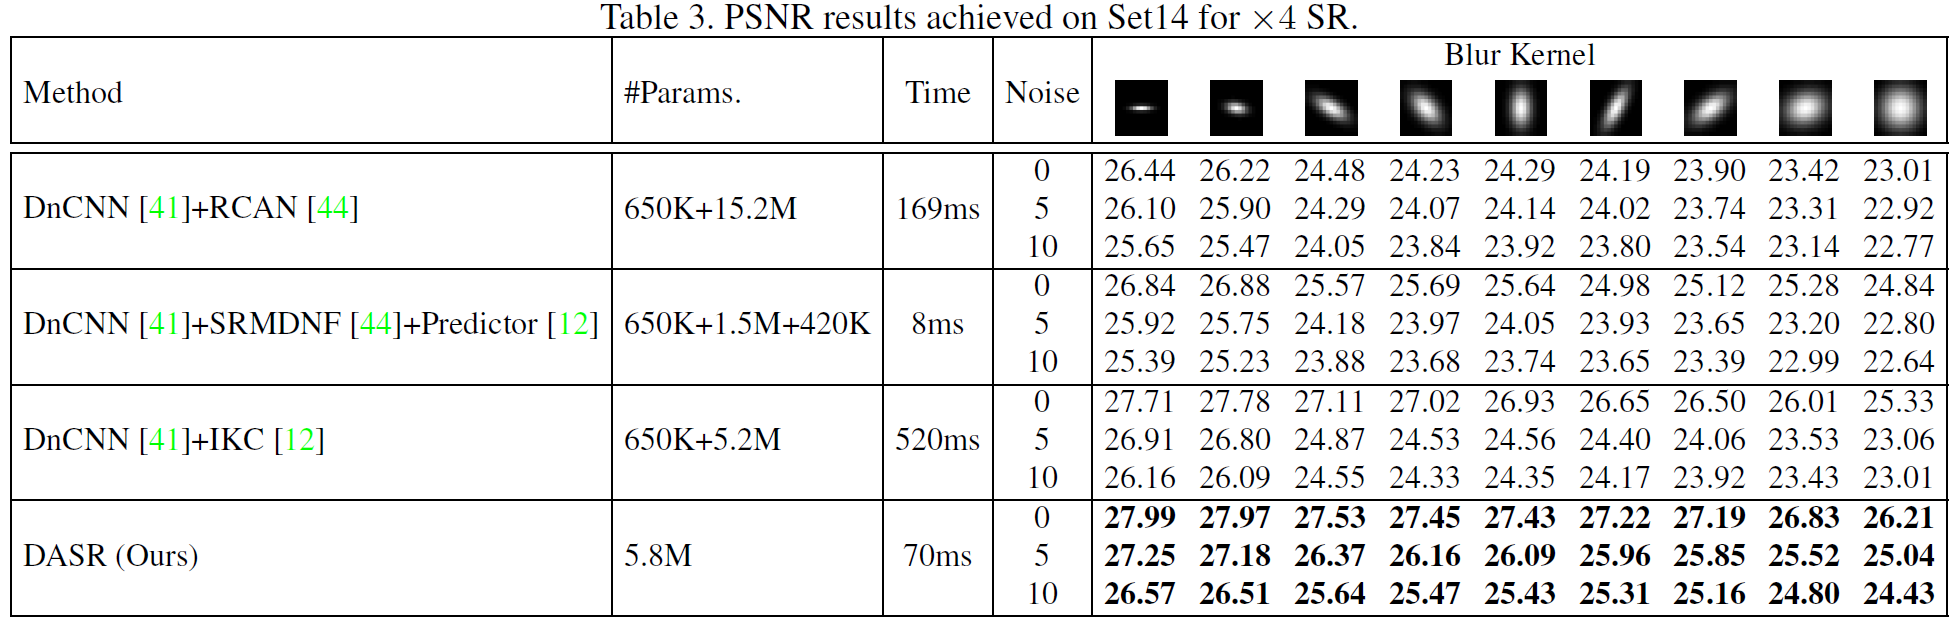 Table 3. PSNR results achieved on Set14 for ×4 SR.
Method #Params. Time Noise Blur Kernel
DnCNN [41]+RCAN [44] 650K+15.2M 169ms
0 26.44 26.22 24.48 24.23 24.29 24.19 23.90 23.42 23.01
5 26.10 25.90 24.29 24.07 24.14 24.02 23.74 23.31 22.92
10 25.65 25.47 24.05 23.84 23.92 23.80 23.54 23.14 22.77
DnCNN [41]+SRMDNF [44]+Predictor [12] 650K+1.5M+420K 8ms
0 26.84 26.88 25.57 25.69 25.64 24.98 25.12 25.28 24.84
5 25.92 25.75 24.18 23.97 24.05 23.93 23.65 23.20 22.80
10 25.39 25.23 23.88 23.68 23.74 23.65 23.39 22.99 22.64
DnCNN [41]+IKC [12] 650K+5.2M 520ms
0 27.71 27.78 27.11 27.02 26.93 26.65 26.50 26.01 25.33
5 26.91 26.80 24.87 24.53 24.56 24.40 24.06 23.53 23.06
10 26.16 26.09 24.55 24.33 24.35 24.17 23.92 23.43 23.01
DASR (Ours) 5.8M 70ms
0 27.99 27.97 27.53 27.45 27.43 27.22 27.19 26.83 26.21
5 27.25 27.18 26.37 26.16 26.09 25.96 25.85 25.52 25.04
10 26.57 26.51 25.64 25.47 25.43 25.31 25.16 24.80 24.43